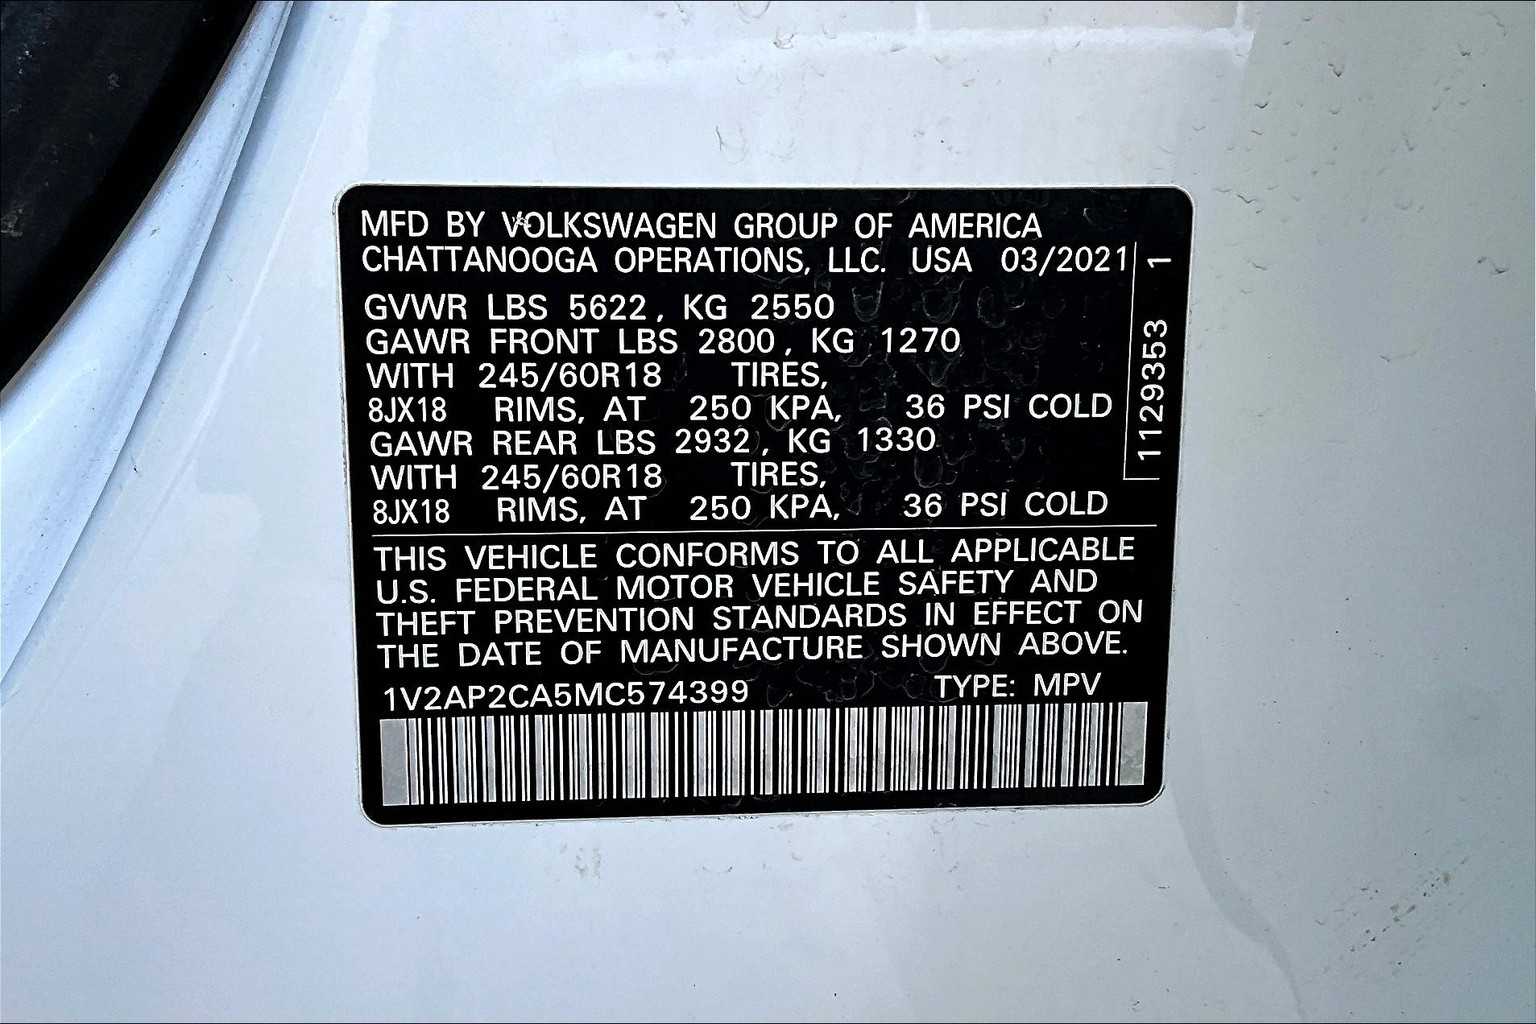 MFD BY VOLKSWAGEN GROUP OF AMERICA
CHATTANOOGA OPERATIONS, LLC. USA 03/2021
GVWR LBS 5622, KG 2550
GAWR FRONT LBS 2800, KG 1270
WITH 245/60R18 TIRES,
8JX18 RIMS, AT 250 KPA, 36 PSI COLD
GAWR REAR LBS 2932, KG 1330
WITH 245/60R18 TIRES,
8JX18 RIMS, AT 250 KPA, 36 PSI COLD
THIS VEHICLE CONFORMS TO ALL APPLICABLE
U.S. FEDERAL MOTOR VEHICLE SAFETY AND
THEFT PREVENTION STANDARDS IN EFFECT ON
THE DATE OF MANUFACTURE SHOWN ABOVE.
1V2AP2CA5MC574399 TYPE: MPV
1129353 1